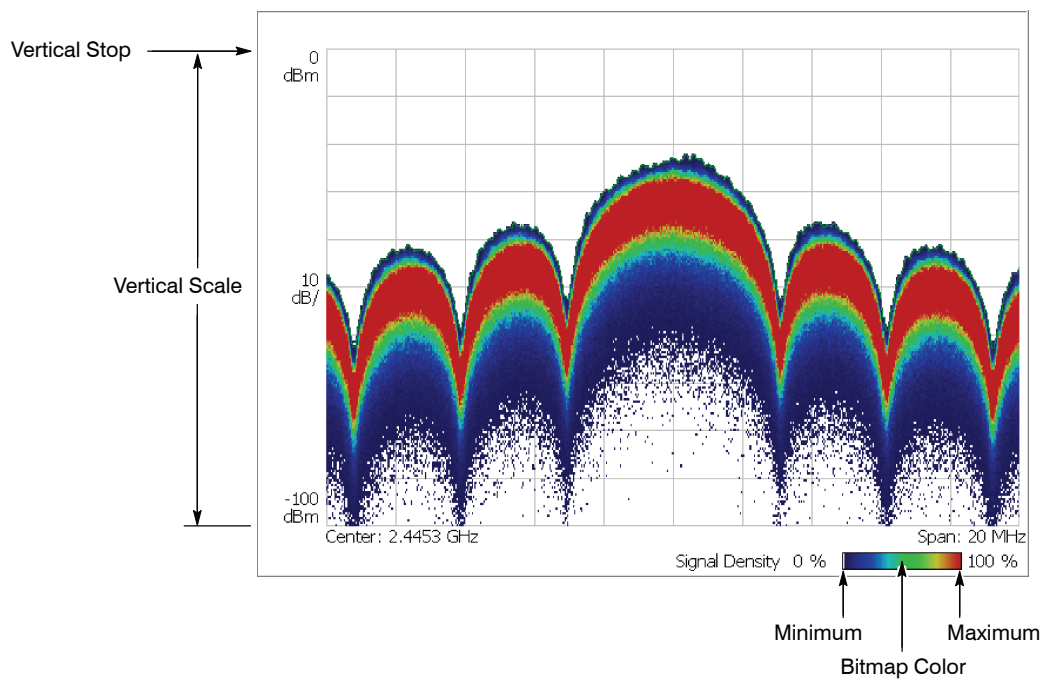 Vertical Stop
0
dBm
Vertical Scale
10
dB/
-100
dBm
Center: 2.4453 GHz
Span: 20 MHz
Signal Density 0 %
100 %
Minimum
Maximum
Bitmap Color